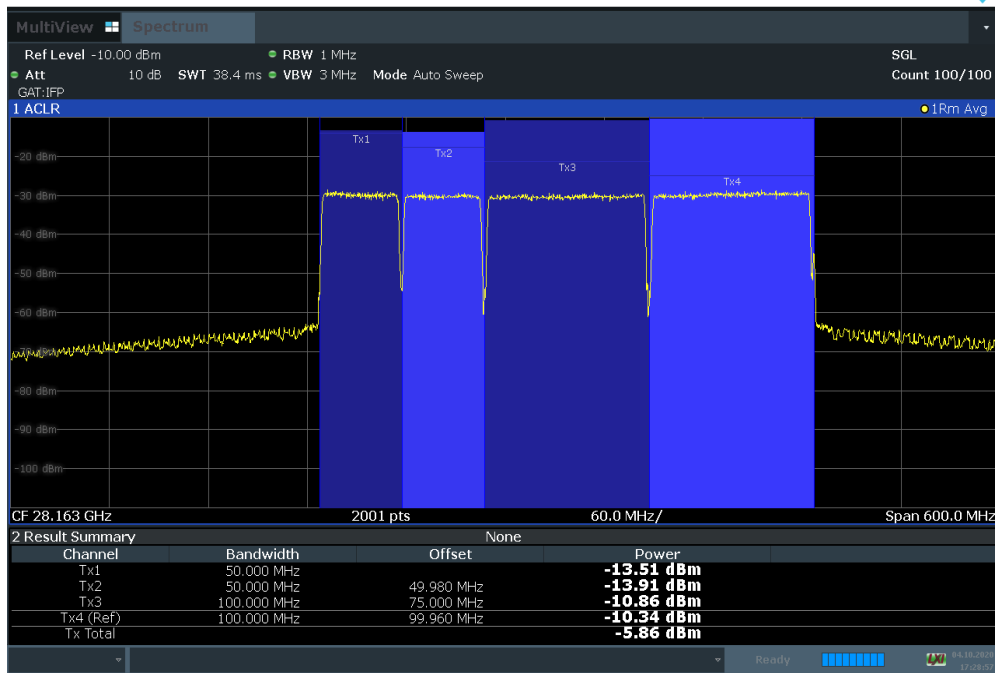 MultiView Spectrum
Ref Level -10.00 dBm RBW 1 MHz SGL
Att 10 dB SWT 38.4 ms VBW 3 MHz Mode Auto Sweep Count 100/100
GAT:IFP
1 ACLR 1Rm Avg
Tx1
Tx2
Tx3
Tx4
-20 dBm
-30 dBm
-40 dBm
-50 dBm
-60 dBm
-80 dBm
-90 dBm
-100 dBm
CF 28.163 GHz 2001 pts 60.0 MHz/ Span 600.0 MHz
2 Result Summary None
Channel Bandwidth Offset Power
Tx1 50.000 MHz -13.51 dBm
Tx2 50.000 MHz 49.980 MHz -13.91 dBm
Tx3 100.000 MHz 75.000 MHz -10.86 dBm
Tx4 (Ref) 100.000 MHz 99.960 MHz -10.34 dBm
Tx Total -5.86 dBm
Ready 04.10.2020
17:28:57